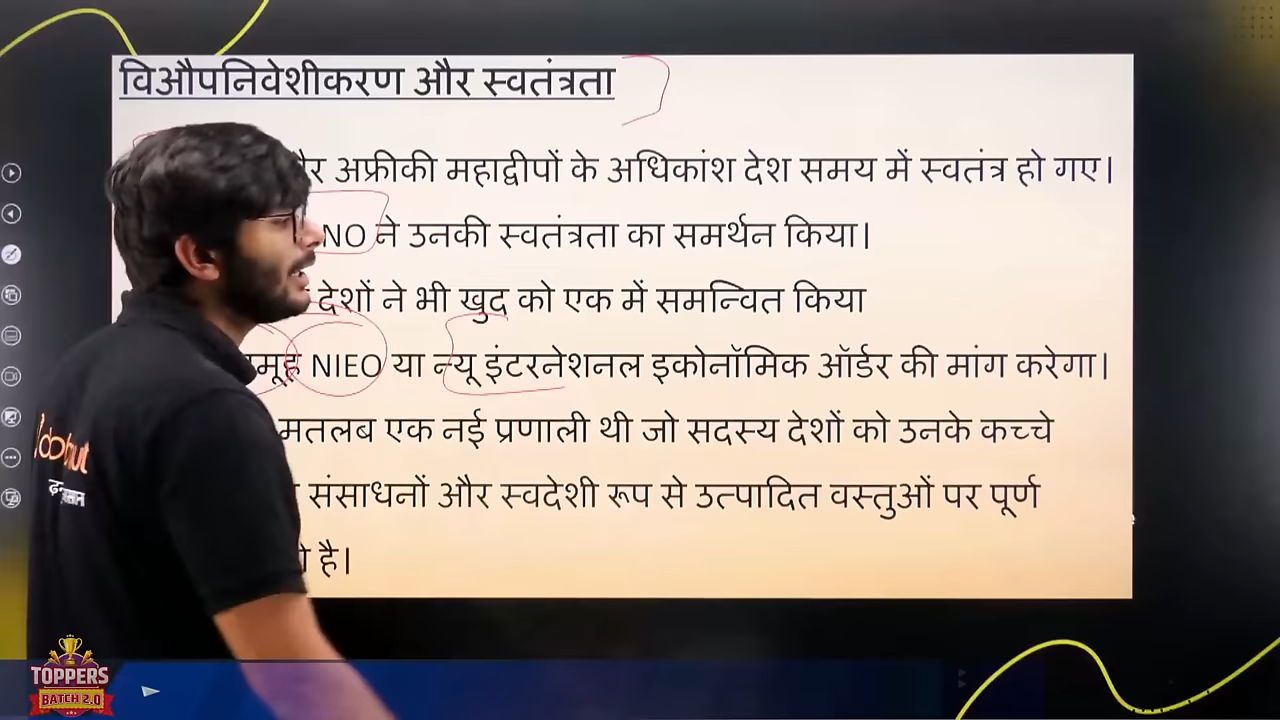 विऔपनिवेशीकरण और स्वतंत्रता
अफ्रीकी महाद्वीपों के अधिकांश देश समय में स्वतंत्र हो गए।
NO ने उनकी स्वतंत्रता का समर्थन किया।
देशों ने भी खुद को एक में समन्वित किया
NIEO या न्यू इंटरनेशनल इकोनॉमिक ऑर्डर की मांग करेगा।
मतलब एक नई प्रणाली थी जो सदस्य देशों को उनके कच्चे
संसाधनों और स्वदेशी रूप से उत्पादित वस्तुओं पर पूर्ण
है।
TOPPERS
BATCH 2.0